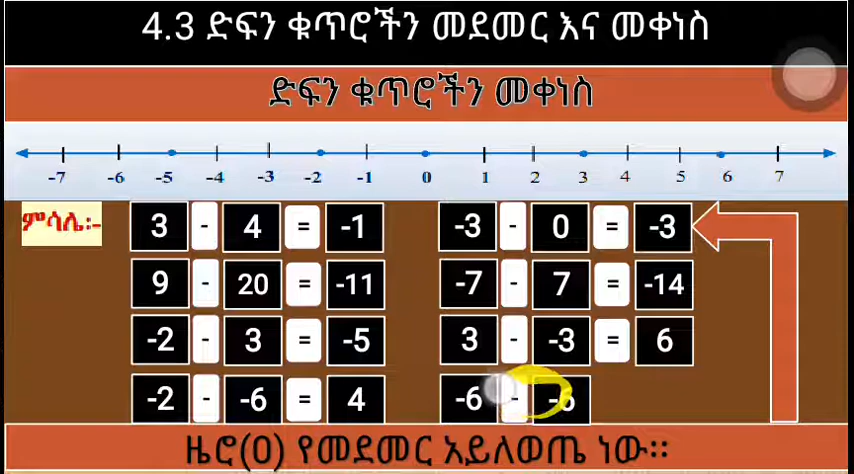 4.3 ድፍን ቁጥሮችን መደመር እና መቀነስ
ድፍን ቁጥሮችን መቀነስ
-7 -6 -5 -4 -3 -2 -1 0 1 2 3 4 5 6 7
ምሳሌ፡-
3 - 4 = -1
-3 - 0 = -3
9 - 20 = -11
-7 - 7 = -14
-2 - 3 = -5
3 - -3 = 6
-2 - -6 = 4
-6 - -6
ዜሮ(0) የመደመር አይለወጤ ነው።